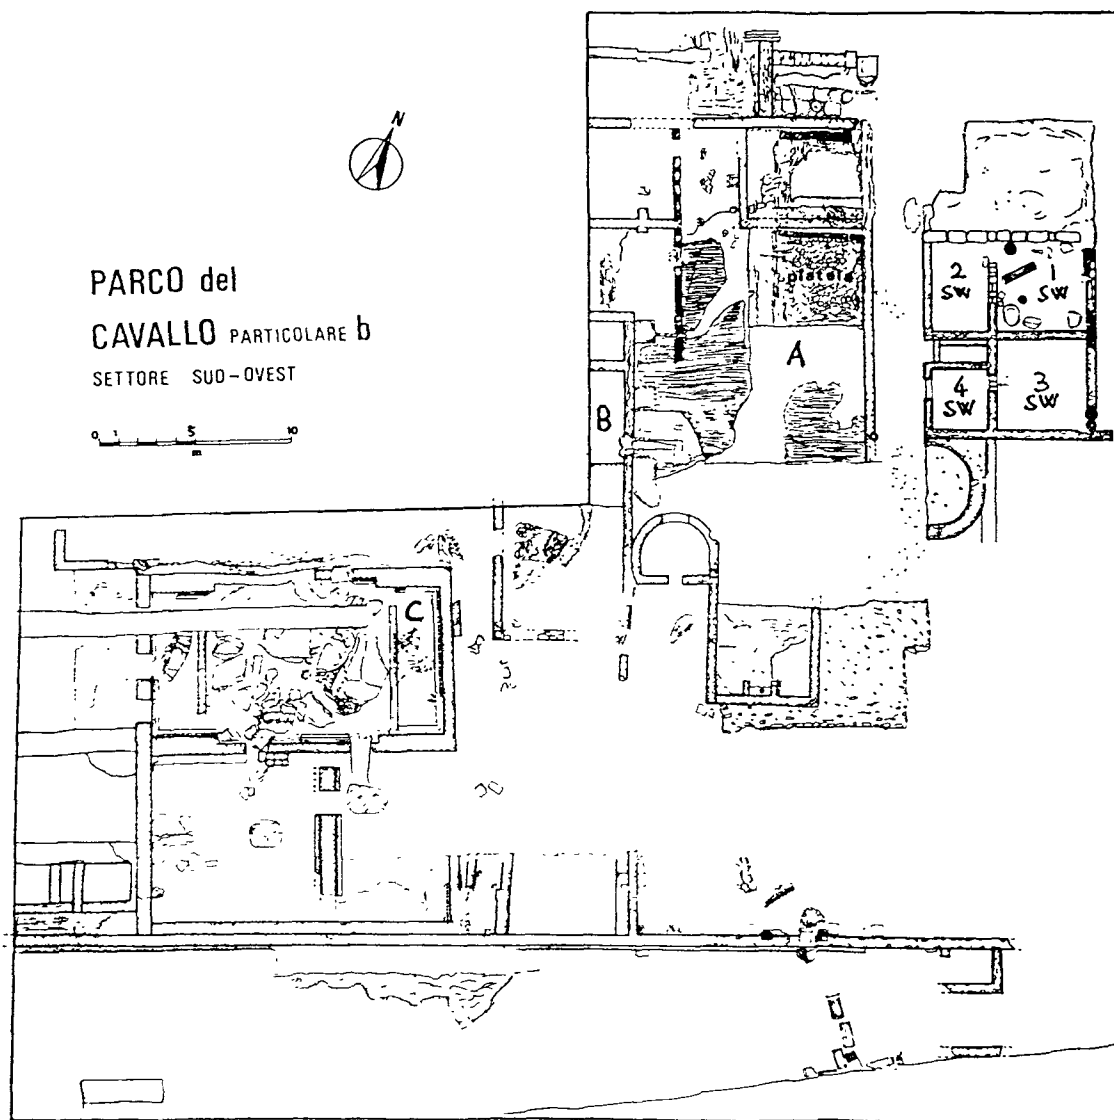 N
PARCO del
CAVALLO PARTICOLARE b
SETTORE SUD-OVEST
0 1 5 10
m
platela
A
B
C
2 SW
1 SW
4 SW
3 SW